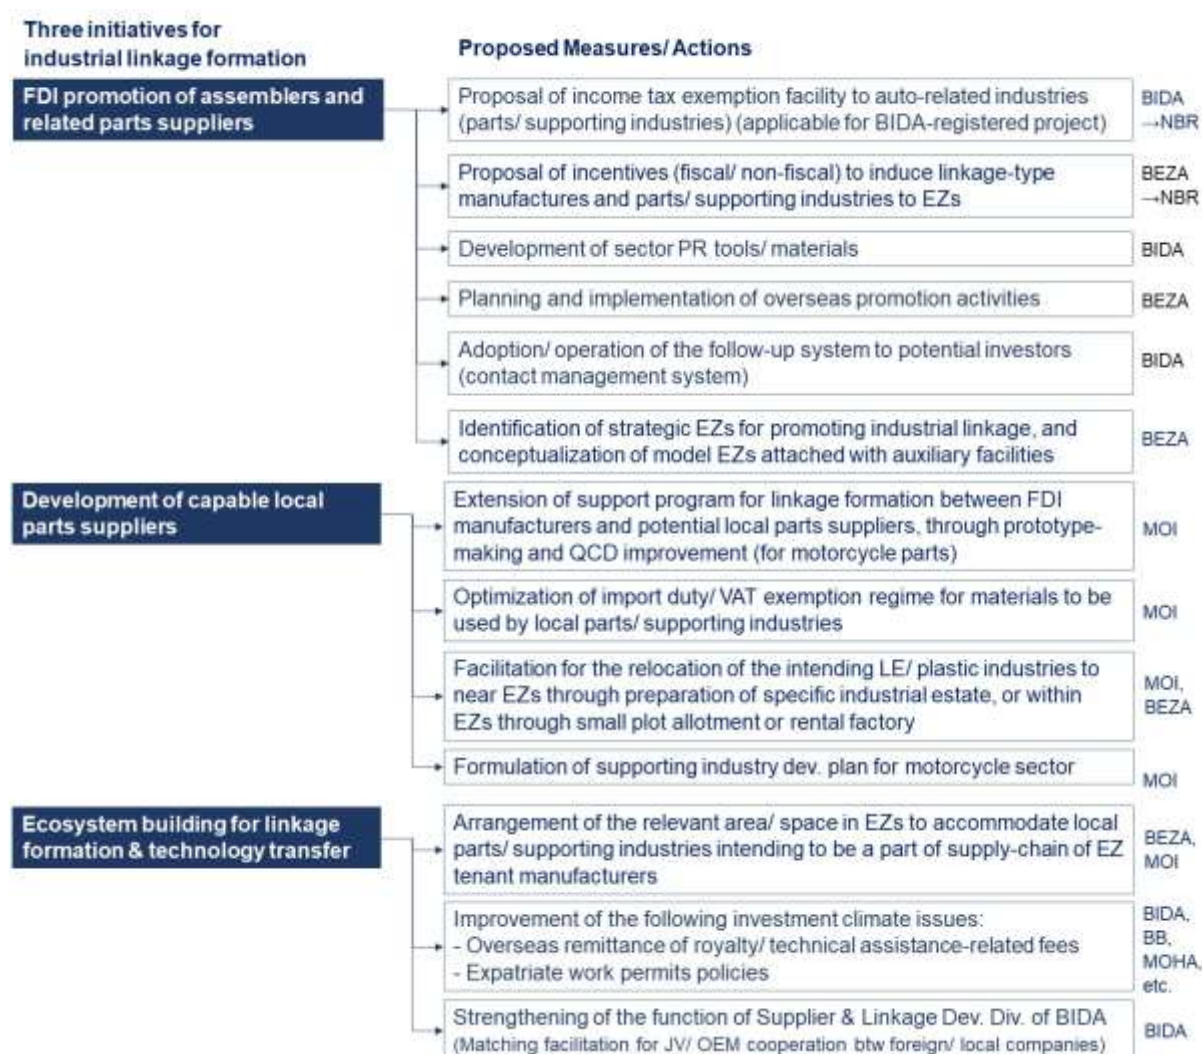 Three initiatives for
industrial linkage formation
Proposed Measures/ Actions
FDI promotion of assemblers and
related parts suppliers
Proposal of income tax exemption facility to auto-related industries
(parts/ supporting industries) (applicable for BIDA-registered project)
BIDA
→NBR
Proposal of incentives (fiscal/ non-fiscal) to induce linkage-type
manufactures and parts/ supporting industries to EZs
BEZA
→NBR
Development of sector PR tools/ materials
BIDA
Planning and implementation of overseas promotion activities
BEZA
Adoption/ operation of the follow-up system to potential investors
(contact management system)
BIDA
Identification of strategic EZs for promoting industrial linkage, and
conceptualization of model EZs attached with auxiliary facilities
BEZA
Development of capable local
parts suppliers
Extension of support program for linkage formation between FDI
manufacturers and potential local parts suppliers, through prototype-
making and QCD improvement (for motorcycle parts)
MOI
Optimization of import duty/ VAT exemption regime for materials to be
used by local parts/ supporting industries
MOI
Facilitation for the relocation of the intending LE/ plastic industries to
near EZs through preparation of specific industrial estate, or within
EZs through small plot allotment or rental factory
MOI,
BEZA
Formulation of supporting industry dev. plan for motorcycle sector
MOI
Ecosystem building for linkage
formation & technology transfer
Arrangement of the relevant area/ space in EZs to accommodate local
parts/ supporting industries intending to be a part of supply-chain of EZ
tenant manufacturers
BEZA,
MOI
Improvement of the following investment climate issues:
- Overseas remittance of royalty/ technical assistance-related fees
- Expatriate work permits policies
BIDA,
BB,
MOHA,
etc.
Strengthening of the function of Supplier & Linkage Dev. Div. of BIDA
(Matching facilitation for JV/ OEM cooperation btw foreign/ local companies)
BIDA